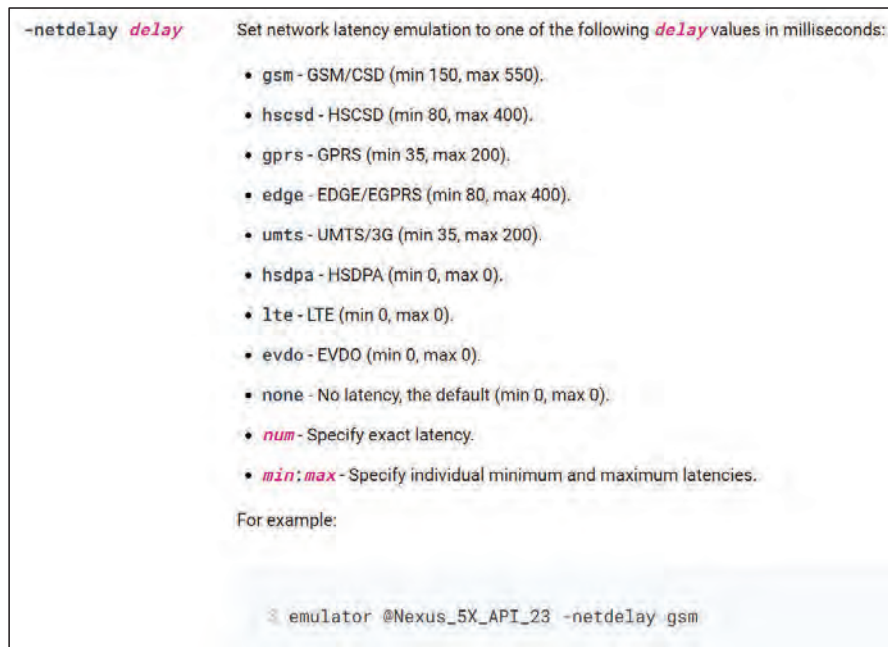 -netdelay delay Set network latency emulation to one of the following delay values in milliseconds:
• gsm - GSM/CSD (min 150, max 550).
• hscsd - HSCSD (min 80, max 400).
• gprs - GPRS (min 35, max 200).
• edge - EDGE/EGPRS (min 80, max 400).
• umts - UMTS/3G (min 35, max 200).
• hsdpa - HSDPA (min 0, max 0).
• lte - LTE (min 0, max 0).
• evdo - EVDO (min 0, max 0).
• none - No latency, the default (min 0, max 0).
• num - Specify exact latency.
• min:max - Specify individual minimum and maximum latencies.
For example:
$ emulator @Nexus_5X_API_23 -netdelay gsm